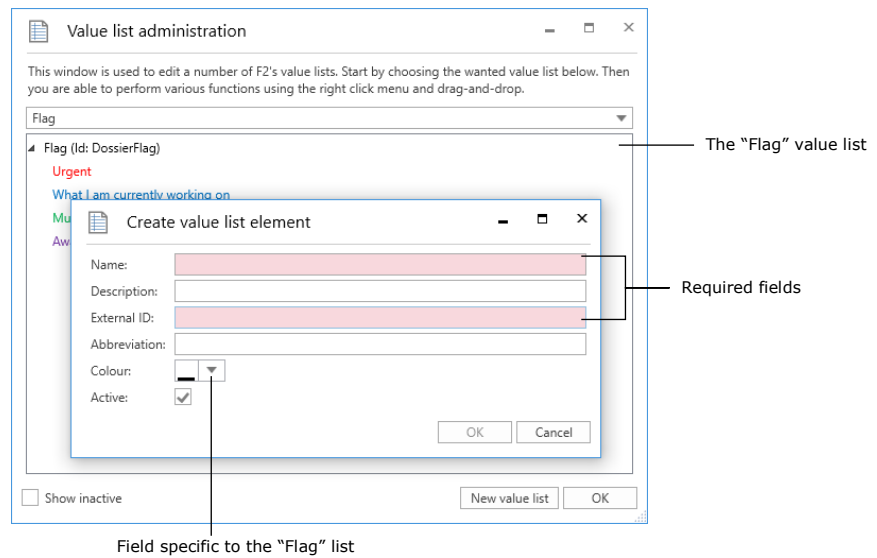 Value list administration
This window is used to edit a number of F2's value lists. Start by choosing the wanted value list below. Then
you are able to perform various functions using the right click menu and drag-and-drop.
Flag
Flag (Id: DossierFlag)
The “Flag” value list
Urgent
What I am currently working on
Mu
Aw
Create value list element
Name:
Description:
External ID:
Abbreviation:
Colour:
Active:
Required fields
OK
Cancel
Show inactive
New value list
OK
Field specific to the “Flag” list